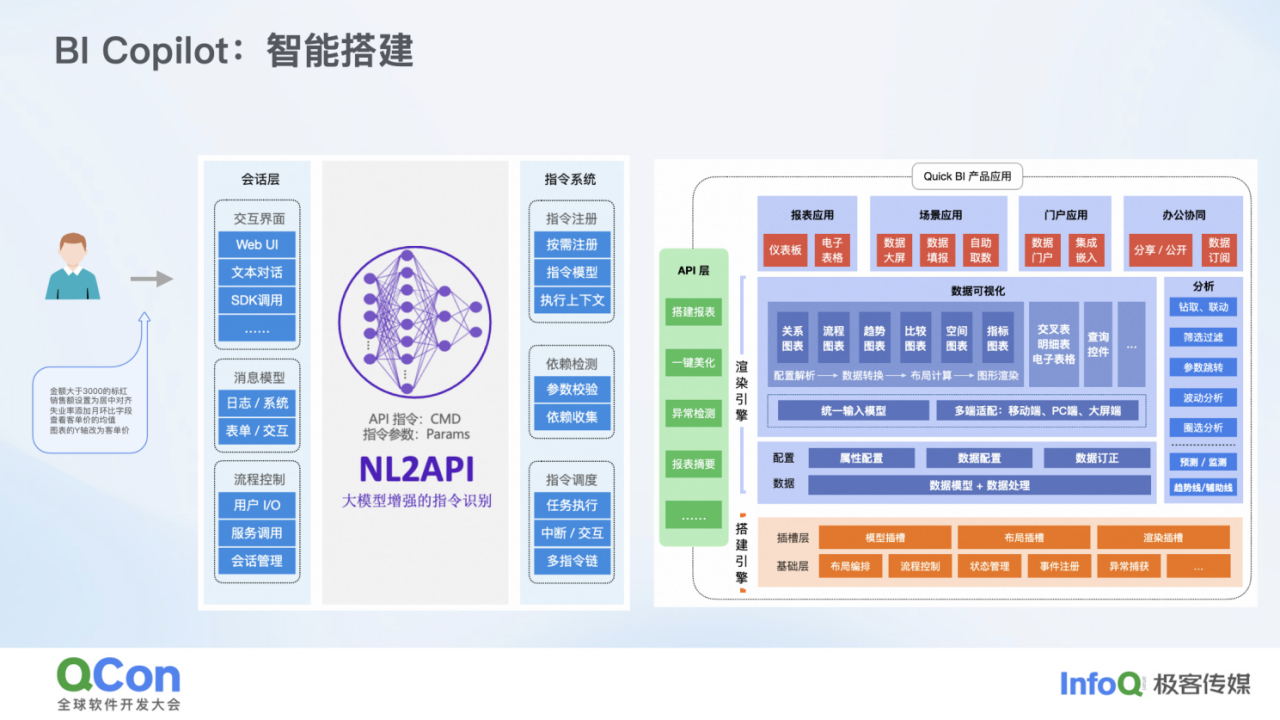 BI Copilot：智能搭建
金额大于3000的标红
销售额设置为居中对齐
失业率添加月环比字段
查看客单价的均值
图表的Y轴改为客单价
会话层
交互界面
Web UI
文本对话
SDK调用
……
消息模型
日志 / 系统
表单 / 交互
流程控制
用户 I/O
服务调用
会话管理
API 指令：CMD
指令参数：Params
NL2API
大模型增强的指令识别
指令系统
指令注册
按需注册
指令模型
执行上下文
依赖检测
参数校验
依赖收集
指令调度
任务执行
中断 / 交互
多指令链
Quick BI 产品应用
API 层
搭建报表
一键美化
异常检测
报表摘要
……
渲染引擎
搭建引擎
报表应用
仪表板
电子
表格
场景应用
数据
大屏
数据
填报
自助
取数
门户应用
数据
门户
集成
嵌入
办公协同
分享 / 公开
数据
订阅
数据可视化
关系
图表
流程
图表
趋势
图表
比较
图表
空间
图表
指标
图表
配置解析
数据转换
布局计算
图形渲染
交叉表
明细表
电子表格
查询
控件
...
统一输入模型
多端适配：移动端、PC端、大屏端
配置
属性配置
数据配置
数据订正
数据
数据模型 + 数据处理
分析
钻取、联动
筛选过滤
参数跳转
波动分析
圈选分析
预测 / 监测
趋势线/辅助线
插槽层
模型插槽
布局插槽
渲染插槽
基础层
布局编排
流程控制
状态管理
事件注册
异常捕获
...
QCon
全球软件开发大会
InfoQ 极客传媒